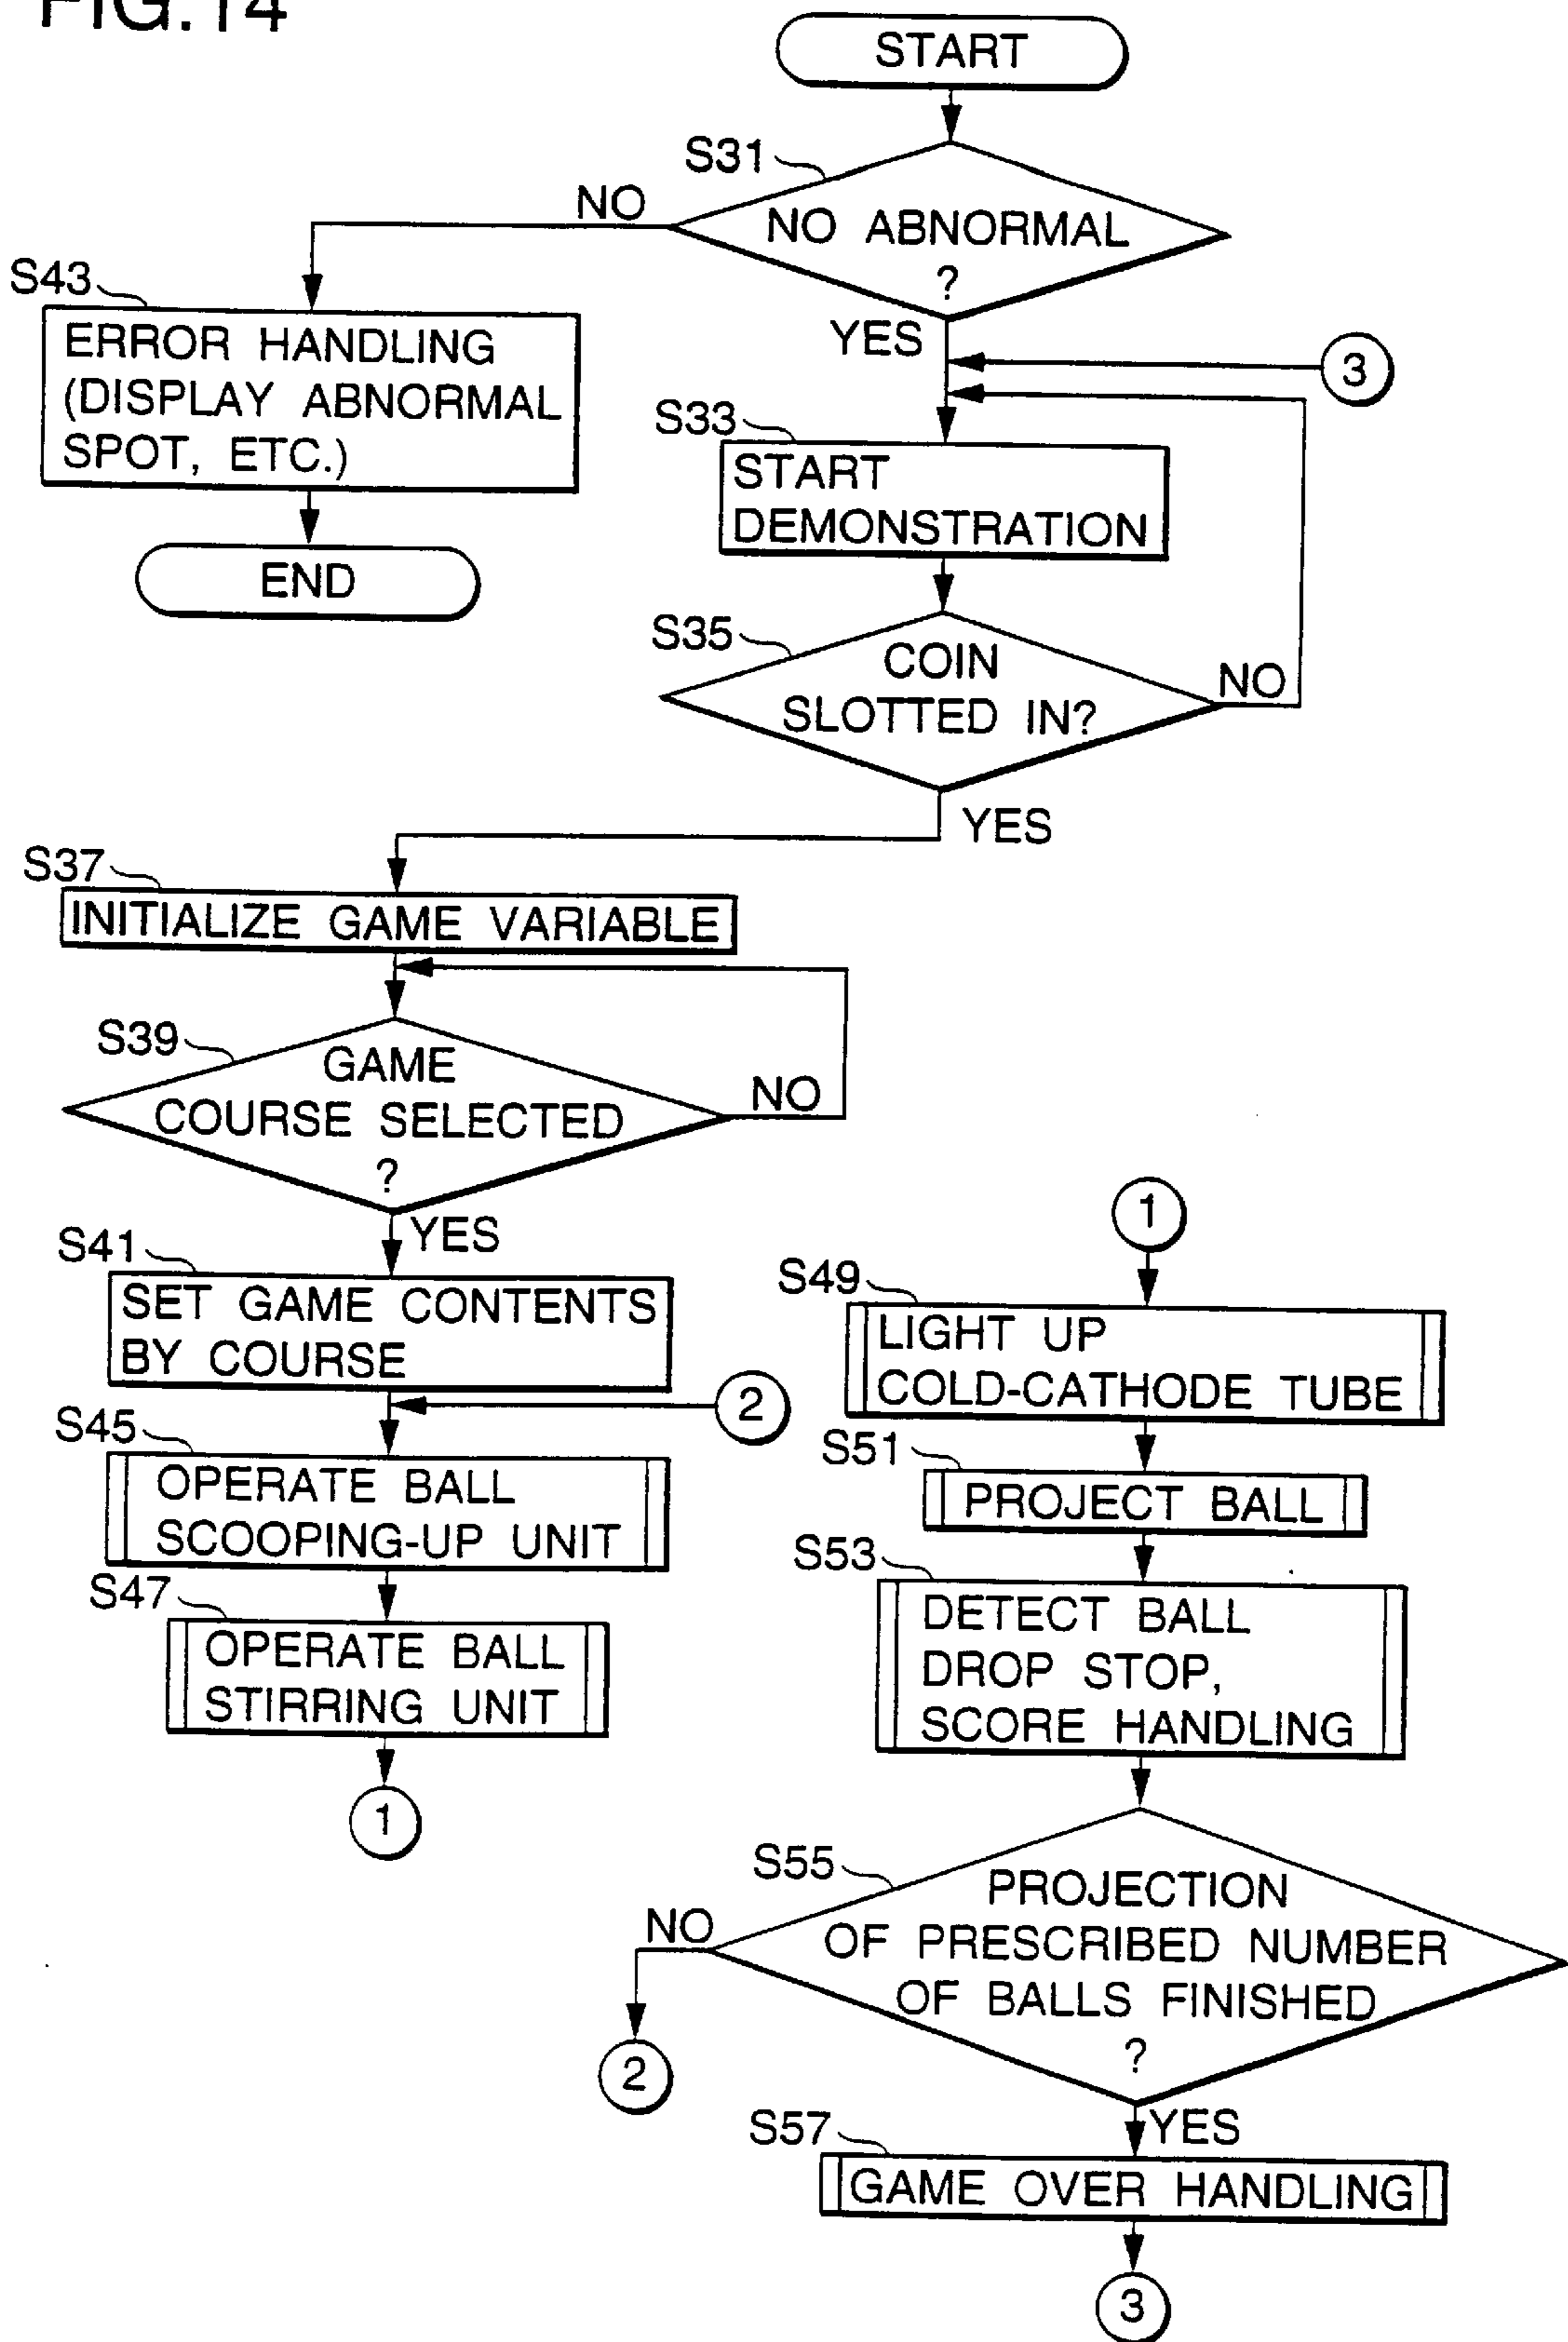 FIG.14
START
S31
NO
NO ABNORMAL
?
S43
ERROR HANDLING
(DISPLAY ABNORMAL
SPOT, ETC.)
END
YES
3
S33
START
DEMONSTRATION
S35
COIN
SLOTTED IN?
NO
YES
S37
INITIALIZE GAME VARIABLE
S39
GAME
COURSE SELECTED
?
NO
YES
S41
SET GAME CONTENTS
BY COURSE
2
S45
OPERATE BALL
SCOOPING-UP UNIT
S47
OPERATE BALL
STIRRING UNIT
1
1
S49
LIGHT UP
COLD-CATHODE TUBE
S51
PROJECT BALL
S53
DETECT BALL
DROP STOP,
SCORE HANDLING
S55
PROJECTION
OF PRESCRIBED NUMBER
OF BALLS FINISHED
?
NO
2
YES
S57
GAME OVER HANDLING
3